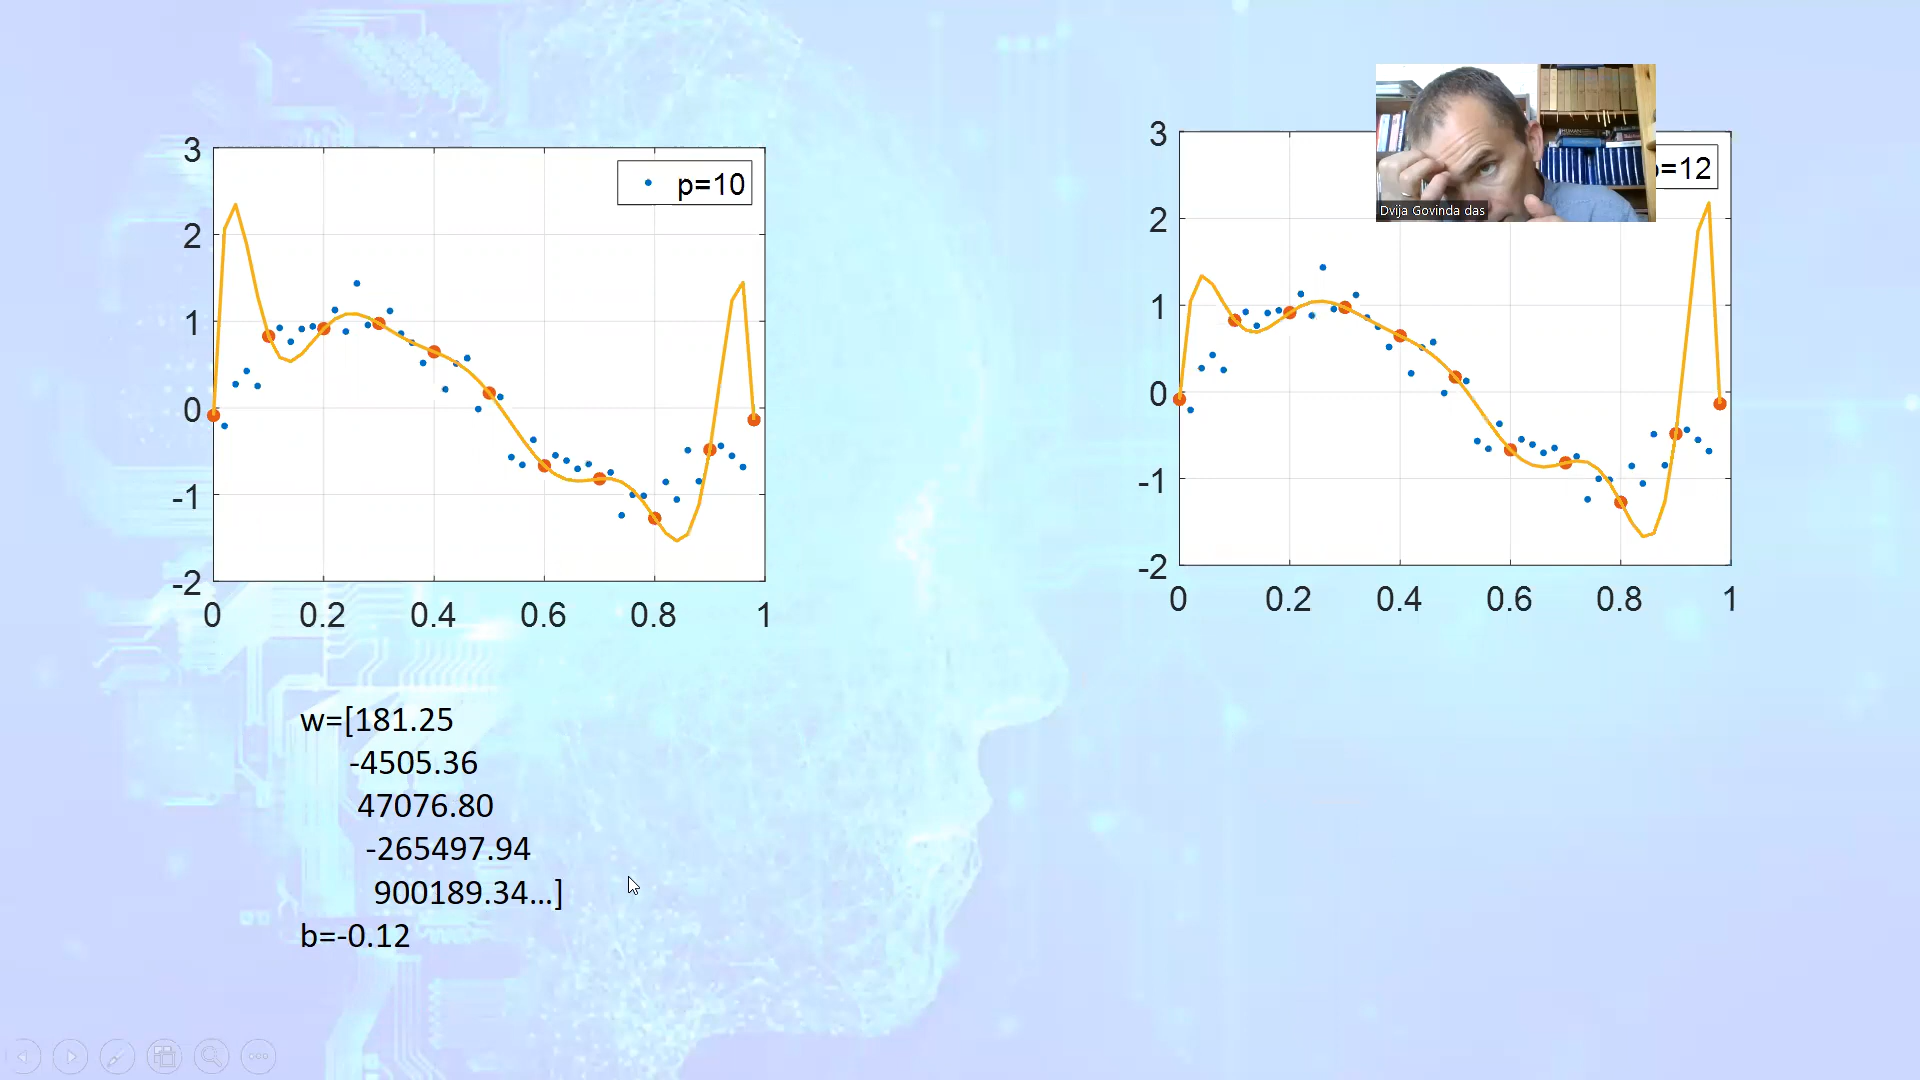 3
2
1
0
-1
-2
0 0.2 0.4 0.6 0.8 1
p=10
3
2
1
0
-1
-2
0 0.2 0.4 0.6 0.8 1
=12
Dvija Govinda das
w=[181.25
-4505.36
47076.80
-265497.94
900189.34...]
b=-0.12